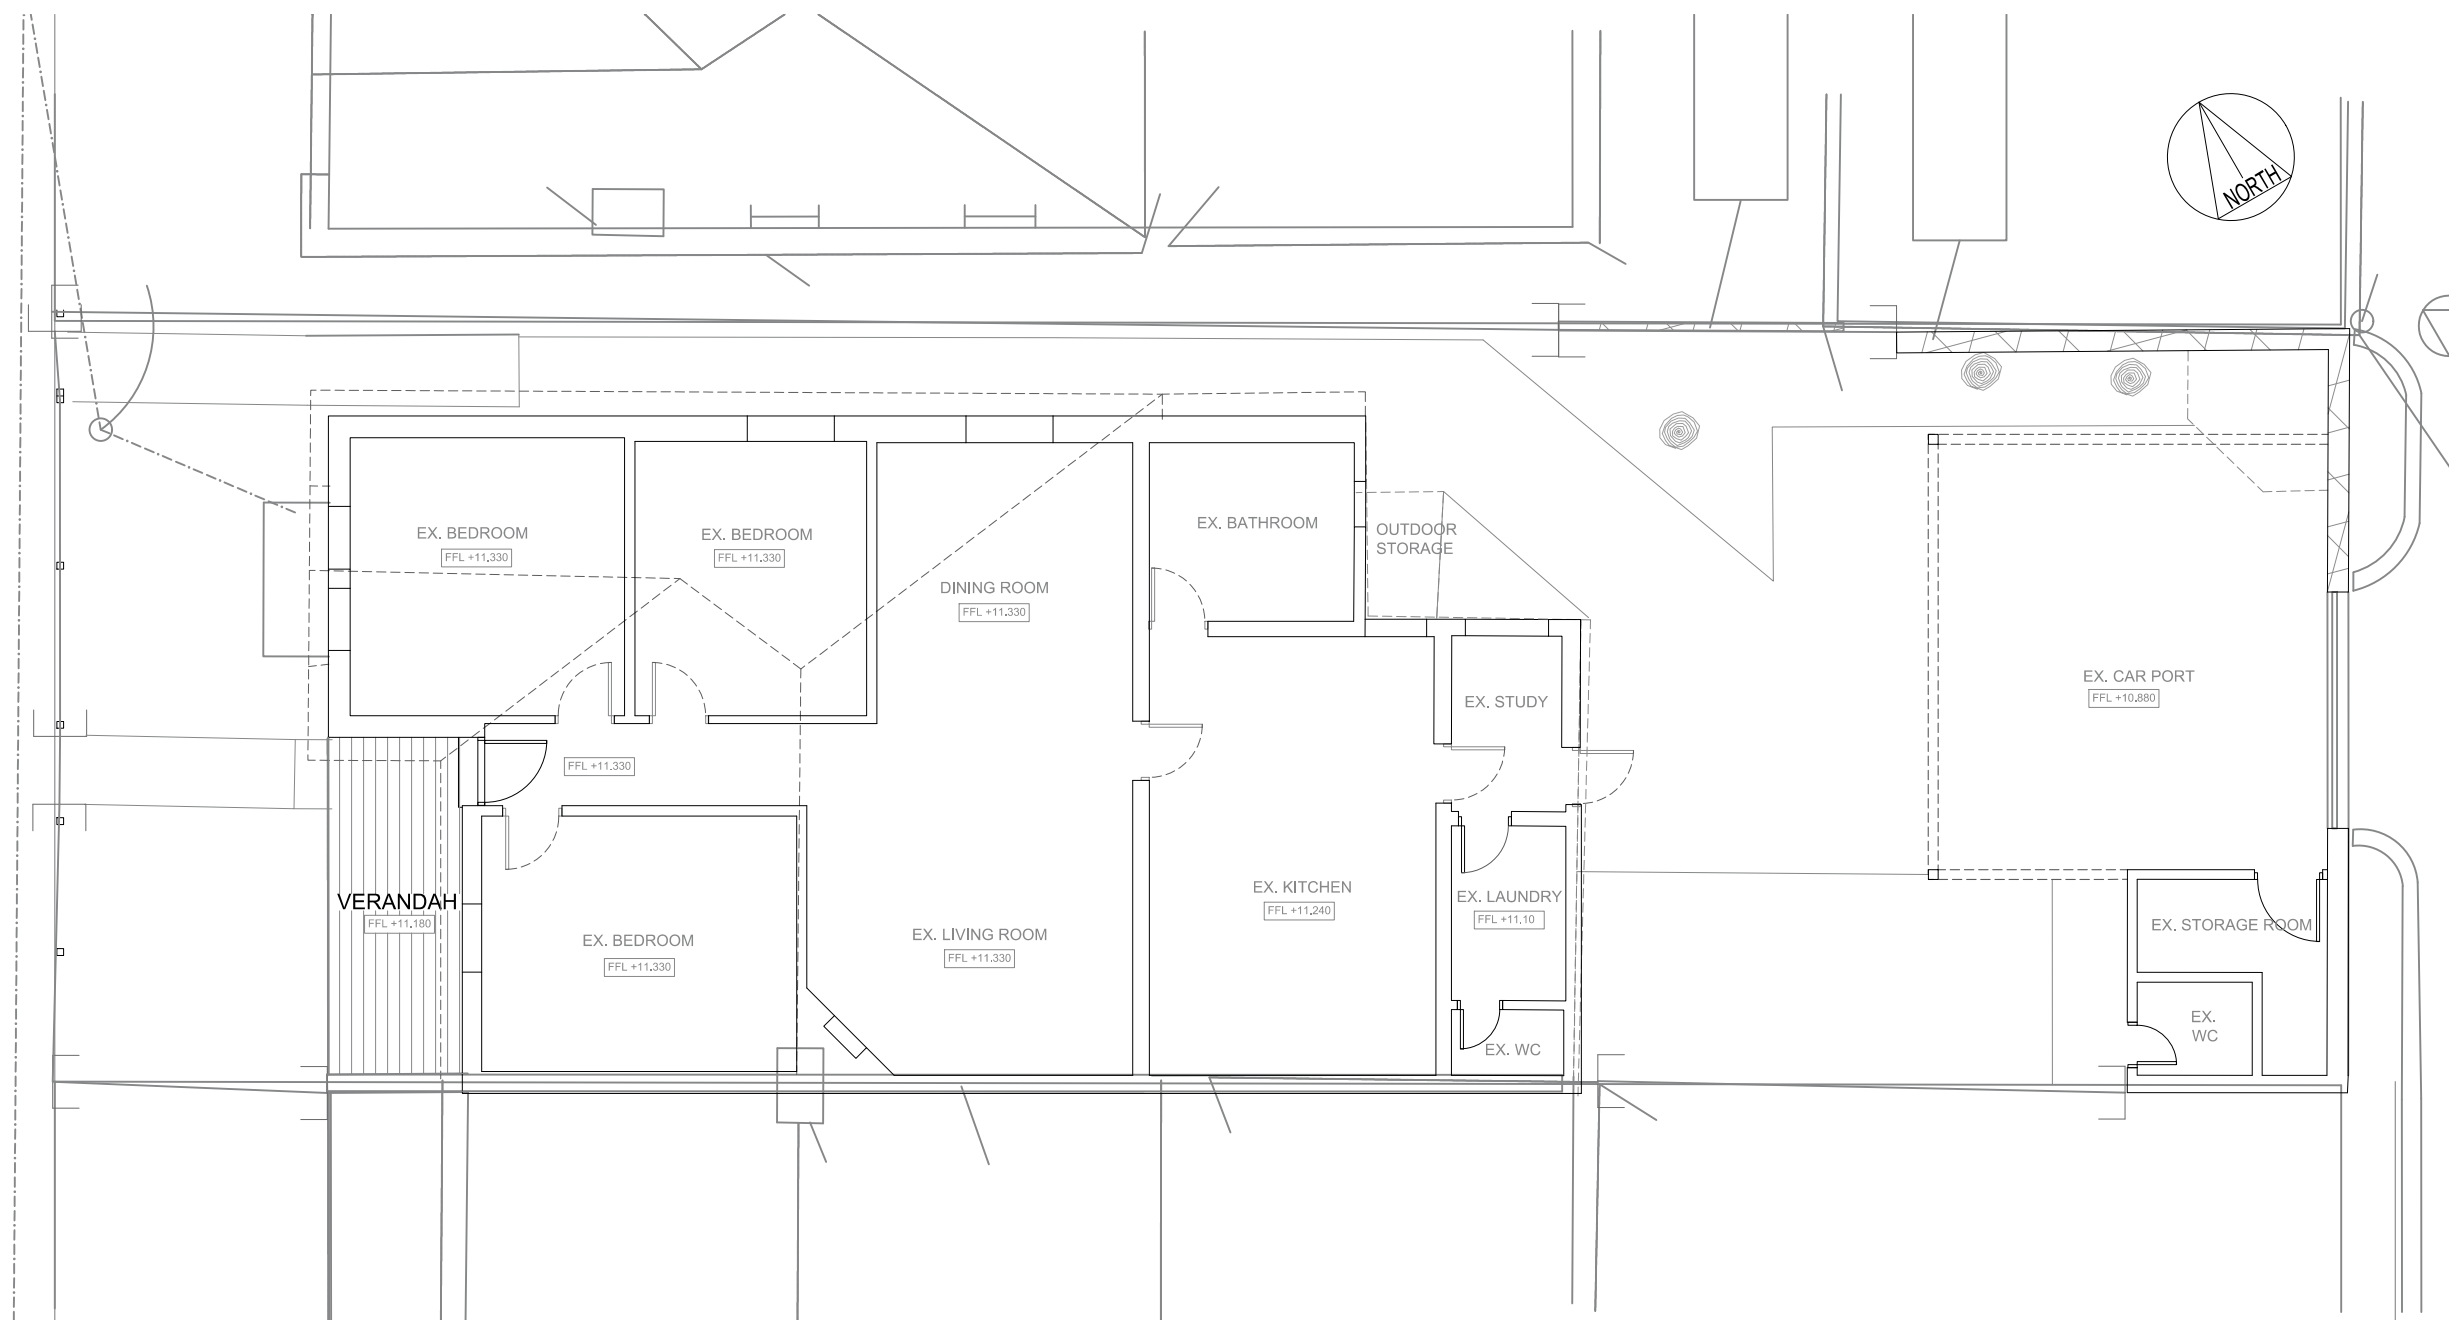 NORTH
EX. BEDROOM
FFL +11.330
EX. BEDROOM
FFL +11.330
DINING ROOM
FFL +11.330
EX. BATHROOM
OUTDOOR
STORAGE
EX. STUDY
EX. CAR PORT
FFL +10.880
FFL +11.330
VERANDAH
FFL +11.180
EX. BEDROOM
FFL +11.330
EX. LIVING ROOM
FFL +11.330
EX. KITCHEN
FFL +11.240
EX. LAUNDRY
FFL +11.10
EX. WC
EX. STORAGE ROOM
EX.
WC